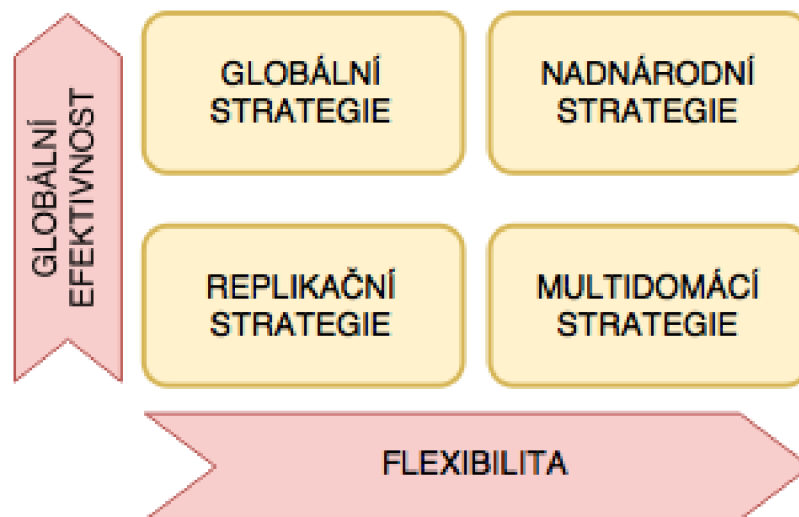 GLOBÁLNÍ
EFEKTIVNOST
GLOBÁLNÍ
STRATEGIE
NADNÁRODNÍ
STRATEGIE
REPLIKAČNÍ
STRATEGIE
MULTIDOMÁCÍ
STRATEGIE
FLEXIBILITA